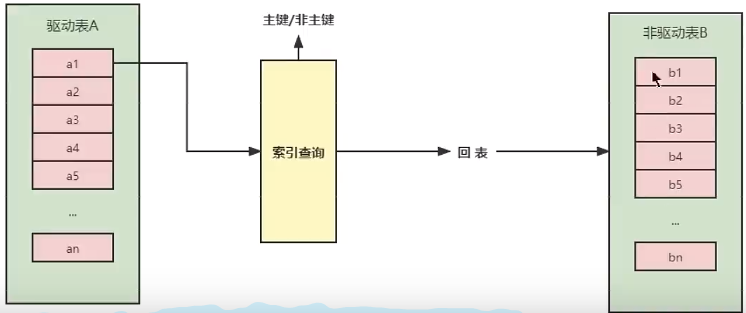 驱动表A
a1
a2
a3
a4
a5
...
an
主键/非主键
索引查询
回 表
非驱动表B
b1
b2
b3
b4
b5
...
bn